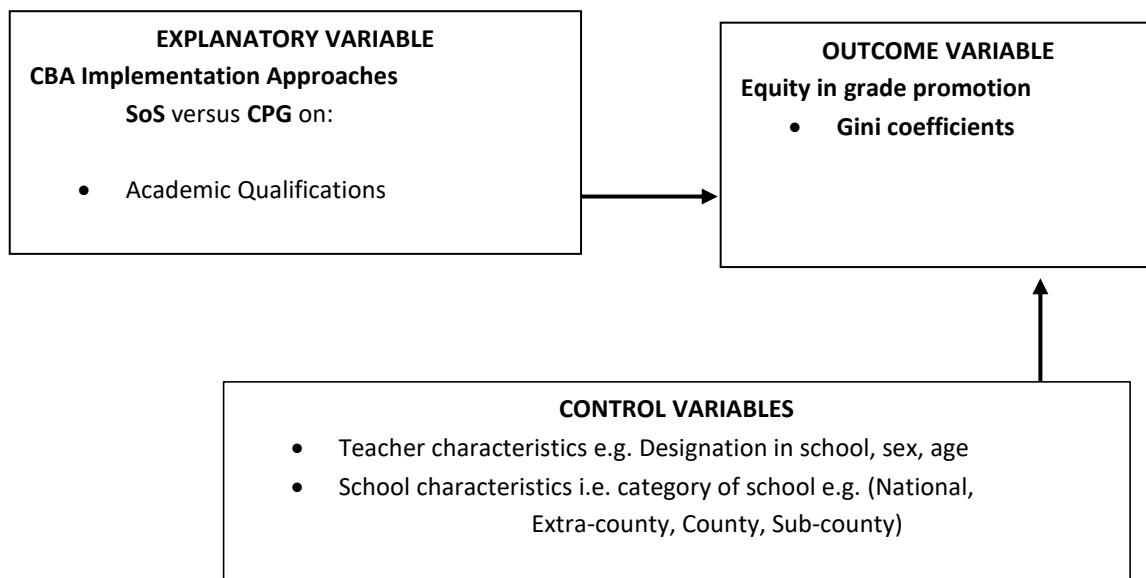 EXPLANATORY VARIABLE
CBA Implementation Approaches
SoS versus CPG on:
• Academic Qualifications
OUTCOME VARIABLE
Equity in grade promotion
• Gini coefficients
CONTROL VARIABLES
• Teacher characteristics e.g. Designation in school, sex, age
• School characteristics i.e. category of school e.g. (National,
Extra-county, County, Sub-county)